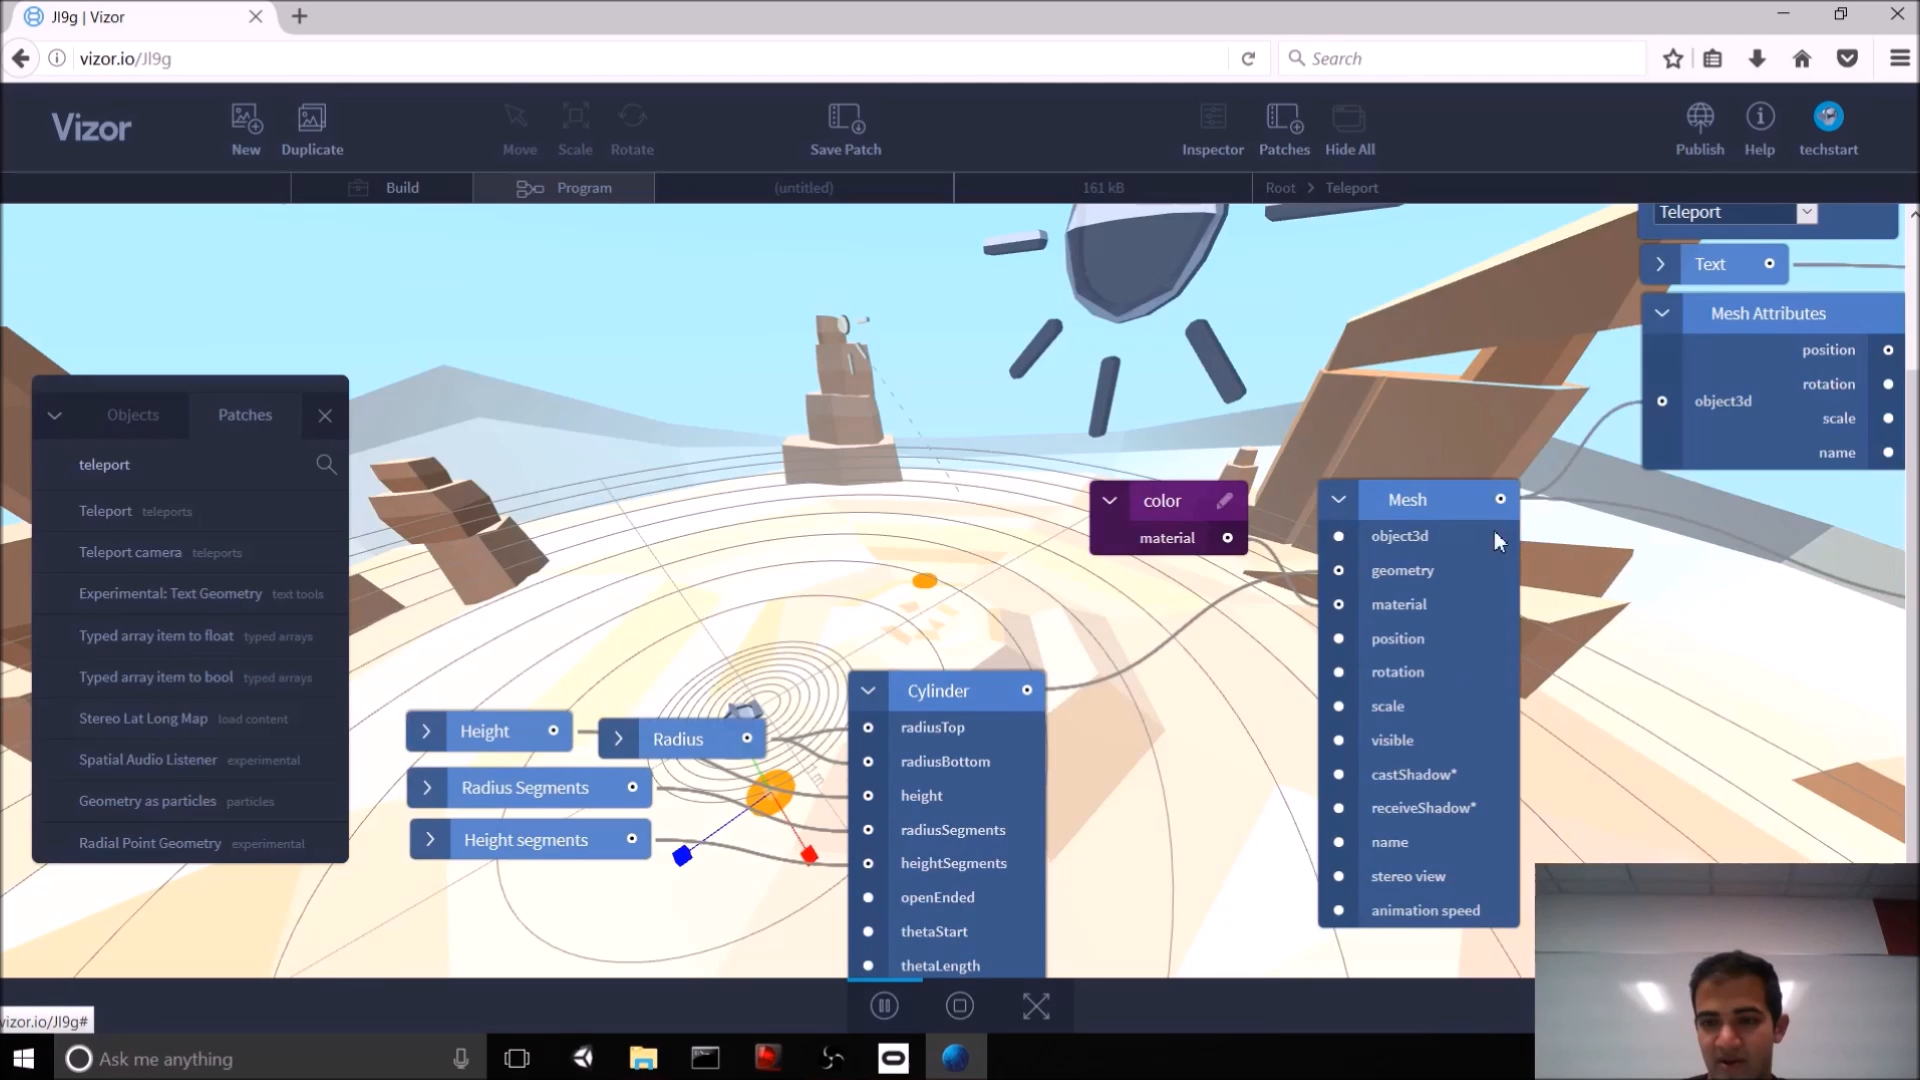 JI9g | Vizor
vizor.io/JI9g
Search
Vizor
New
Duplicate
Move
Scale
Rotate
Save Patch
Inspector
Patches
Hide All
Publish
Help
techstart
Build
Program
(untitled)
161 kB
Root > Teleport
Teleport
Text
Mesh Attributes
position
rotation
object3d
scale
name
Objects
Patches
teleport
Teleport teleports
Teleport camera teleports
Experimental: Text Geometry text tools
Typed array item to float typed arrays
Typed array item to bool typed arrays
Stereo Lat Long Map load content
Spatial Audio Listener experimental
Geometry as particles particles
Radial Point Geometry experimental
color
material
Mesh
object3d
geometry
material
position
rotation
scale
visible
castShadow*
receiveShadow*
name
stereo view
animation speed
Height
Radius
Radius Segments
Height segments
1m
Cylinder
radiusTop
radiusBottom
height
radiusSegments
heightSegments
openEnded
thetaStart
thetaLength
vizor.io/JI9g#
Ask me anything